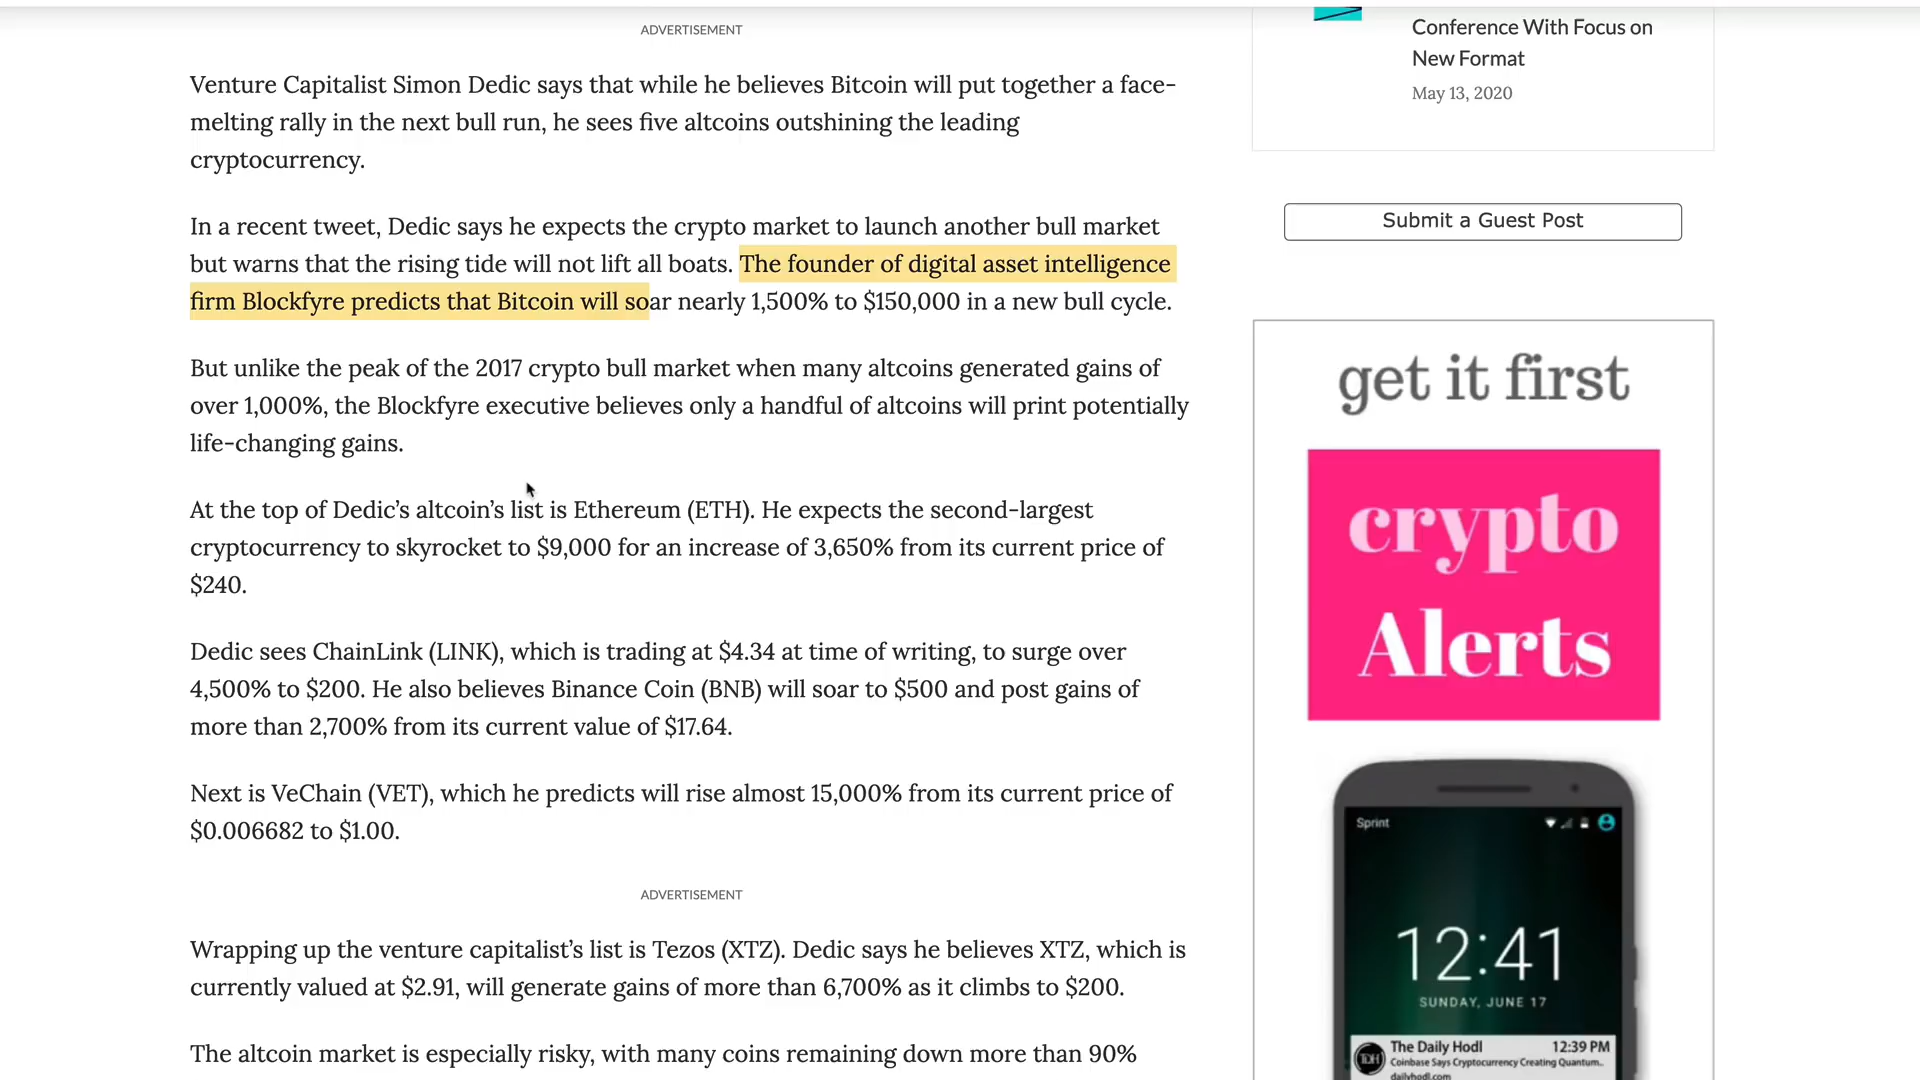 ADVERTISEMENT
Venture Capitalist Simon Dedic says that while he believes Bitcoin will put together a face-
melting rally in the next bull run, he sees five altcoins outshining the leading
cryptocurrency.
In a recent tweet, Dedic says he expects the crypto market to launch another bull market
but warns that the rising tide will not lift all boats. The founder of digital asset intelligence
firm Blockfyre predicts that Bitcoin will soar nearly 1,500% to $150,000 in a new bull cycle.
But unlike the peak of the 2017 crypto bull market when many altcoins generated gains of
over 1,000%, the Blockfyre executive believes only a handful of altcoins will print potentially
life-changing gains.
At the top of Dedic’s altcoin’s list is Ethereum (ETH). He expects the second-largest
cryptocurrency to skyrocket to $9,000 for an increase of 3,650% from its current price of
$240.
Dedic sees ChainLink (LINK), which is trading at $4.34 at time of writing, to surge over
4,500% to $200. He also believes Binance Coin (BNB) will soar to $500 and post gains of
more than 2,700% from its current value of $17.64.
Next is VeChain (VET), which he predicts will rise almost 15,000% from its current price of
$0.006682 to $1.00.
ADVERTISEMENT
Wrapping up the venture capitalist’s list is Tezos (XTZ). Dedic says he believes XTZ, which is
currently valued at $2.91, will generate gains of more than 6,700% as it climbs to $200.
The altcoin market is especially risky, with many coins remaining down more than 90%
Conference With Focus on
New Format
May 13, 2020
Submit a Guest Post
get it first
crypto
Alerts
Sprint
12:41
SUNDAY, JUNE 17
TDH
The Daily Hodl 12:39 PM
Coinbase Says Cryptocurrency Creating Quantum..
dailyhodl.com